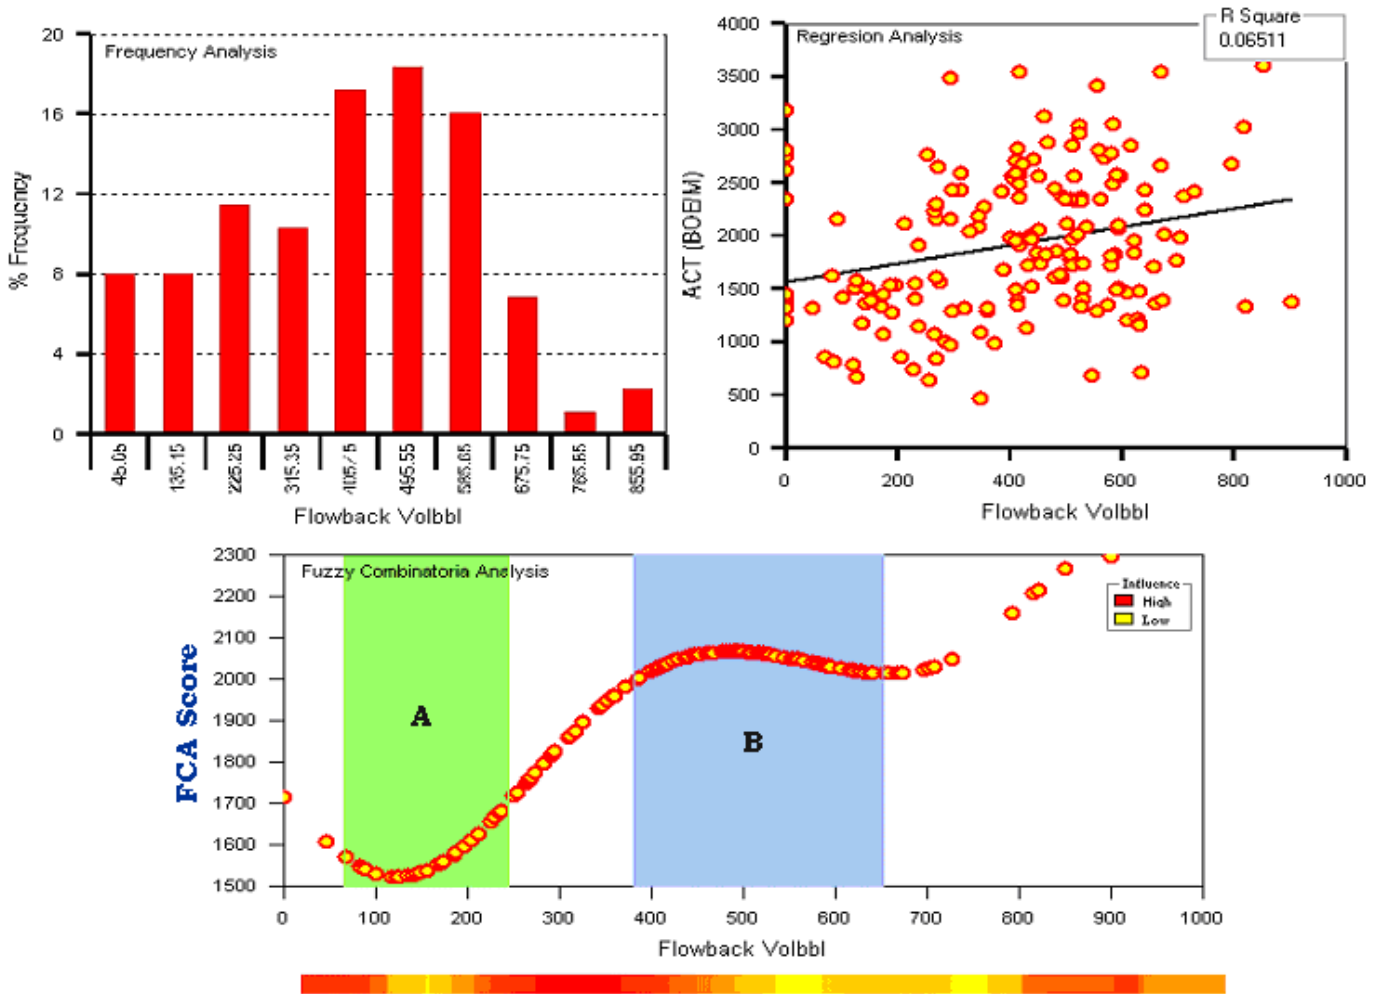 20
Frequency Analysis
16
12
8
4
0
% Frequency
45.05
135.15
225.25
315.35
405.45
495.55
585.65
675.75
765.85
855.95
Flowback Volbbl
4000
R Square
0.06511
Regresion Analysis
3500
3000
2500
2000
1500
1000
500
0
ACT (BOE/M)
0 200 400 600 800 1000
Flowback Volbbl
2300
Fuzzy Combinatoria Analysis
2200
2100
2000
1900
1800
1700
1600
1500
FCA Score
Influence
High
Low
A
B
0 100 200 300 400 500 600 700 800 900 1000
Flowback Volbbl